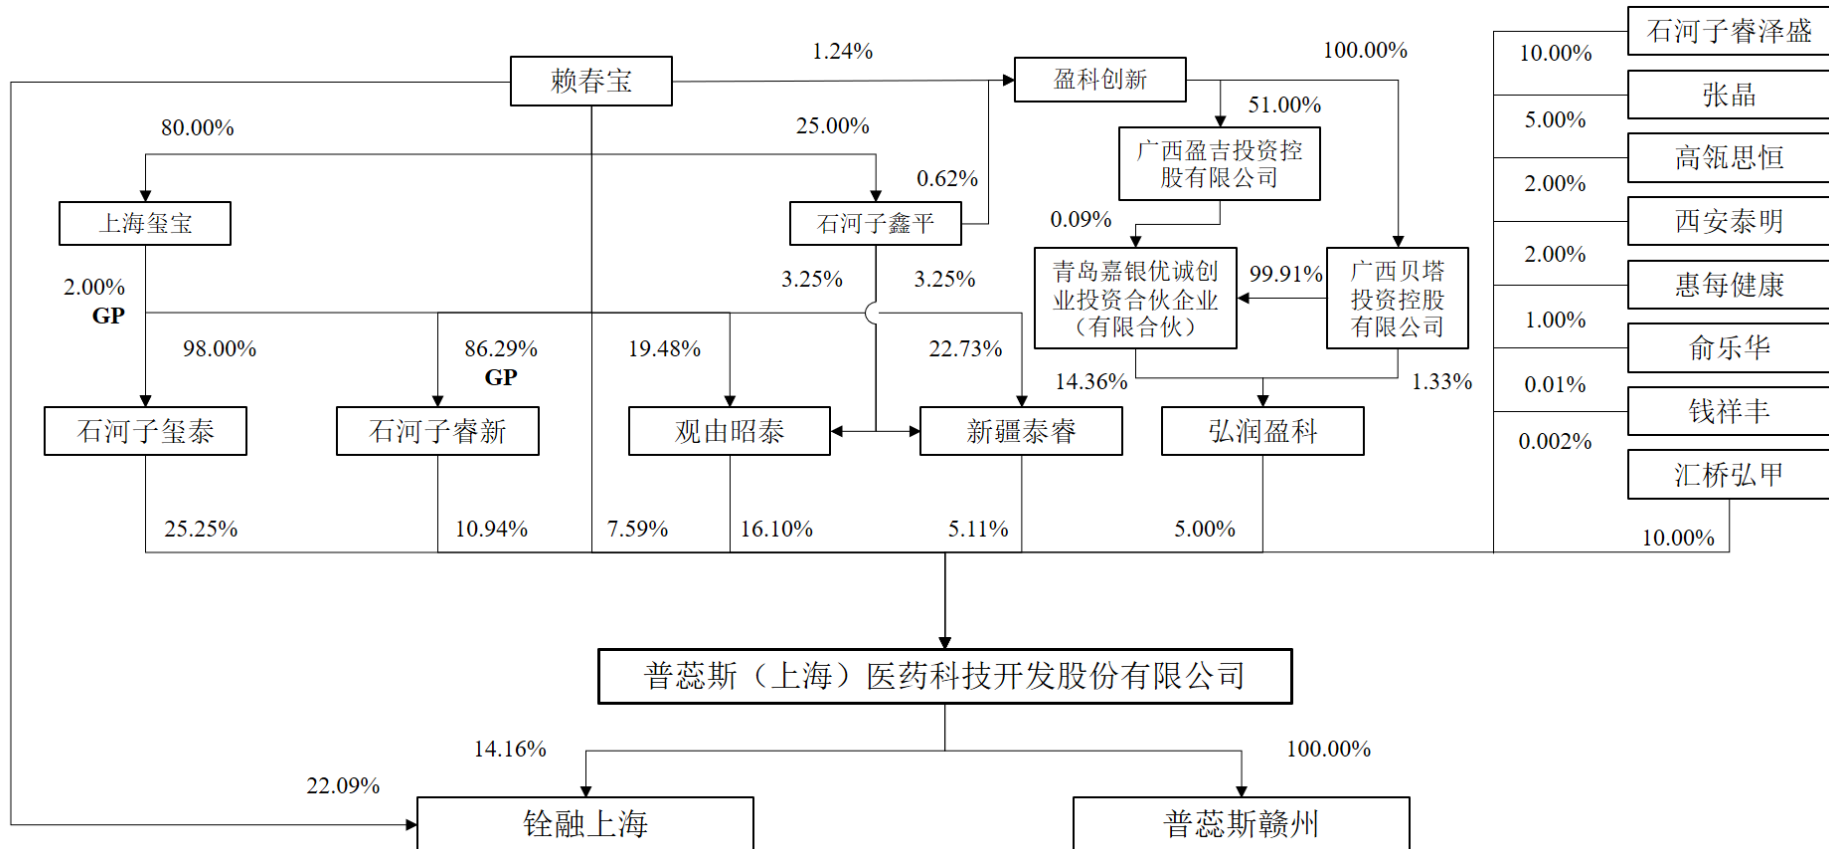 石河子睿泽盛
1.24%
100.00%
10.00%
赖春宝
盈科创新
张晶
51.00%
80.00%
25.00%
5.00%
广西盈吉投资控
股有限公司
高瓴思恒
0.62%
2.00%
上海玺宝
石河子鑫平
0.09%
西安泰明
2.00%
青岛嘉银优诚创
业投资合伙企业
（有限合伙）
99.91%
广西贝塔
投资控股
有限公司
惠每健康
2.00%
GP
3.25%
3.25%
1.00%
98.00%
86.29%
GP
19.48%
22.73%
俞乐华
14.36%
1.33%
0.01%
石河子玺泰
石河子睿新
观由昭泰
新疆泰睿
弘润盈科
钱祥丰
0.002%
汇桥弘甲
25.25%
10.94%
7.59%
16.10%
5.11%
5.00%
10.00%
普蕊斯（上海）医药科技开发股份有限公司
14.16%
100.00%
22.09%
铨融上海
普蕊斯赣州